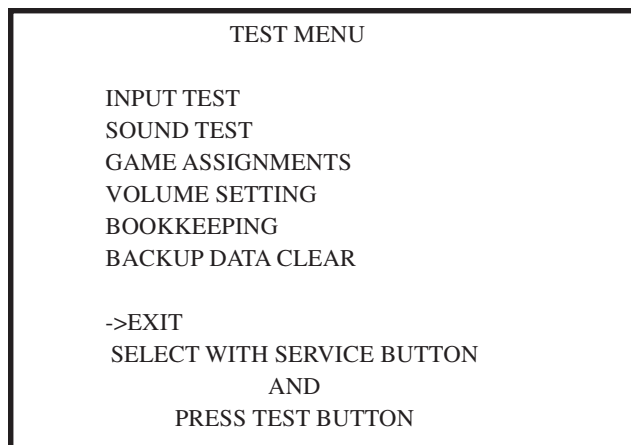 TEST MENU
INPUT TEST
SOUND TEST
GAME ASSIGNMENTS
VOLUME SETTING
BOOKKEEPING
BACKUP DATA CLEAR
->EXIT
SELECT WITH SERVICE BUTTON
AND
PRESS TEST BUTTON